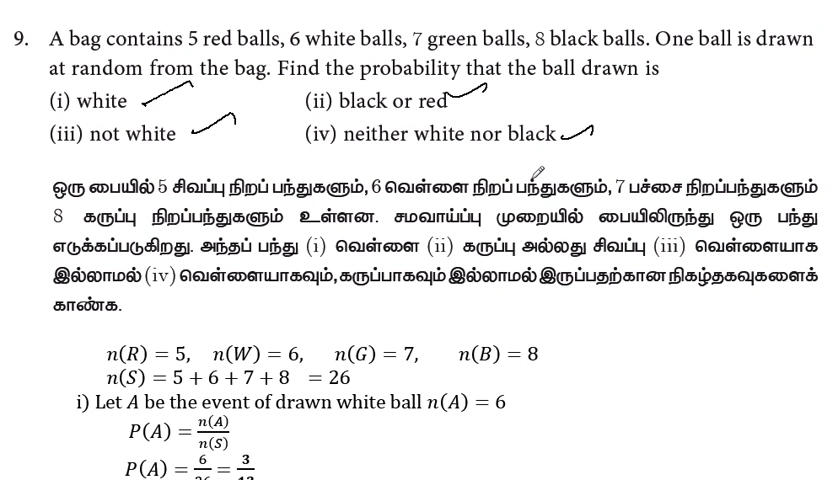 9. A bag contains 5 red balls, 6 white balls, 7 green balls, 8 black balls. One ball is drawn
at random from the bag. Find the probability that the ball drawn is
(i) white (ii) black or red
(iii) not white (iv) neither white nor black
ஒரு பையில் 5 சிவப்பு நிறப் பந்துகளும், 6 வெள்ளை நிறப் பந்துகளும், 7 பச்சை நிறப்பந்துகளும்
8 கருப்பு நிறப்பந்துகளும் உள்ளன. சமவாய்ப்பு முறையில் பையிலிருந்து ஒரு பந்து
எடுக்கப்படுகிறது. அந்தப் பந்து (i) வெள்ளை (ii) கருப்பு அல்லது சிவப்பு (iii) வெள்ளையாக
இல்லாமல் (iv) வெள்ளையாகவும், கருப்பாகவும் இல்லாமல் இருப்பதற்கான நிகழ்தகவுகளைக்
காண்க.
n(R) = 5, n(W) = 6, n(G) = 7, n(B) = 8
n(S) = 5 + 6 + 7 + 8 = 26
i) Let A be the event of drawn white ball n(A) = 6
P(A) = n(A)/n(S)
P(A) = 6/26 = 3/13